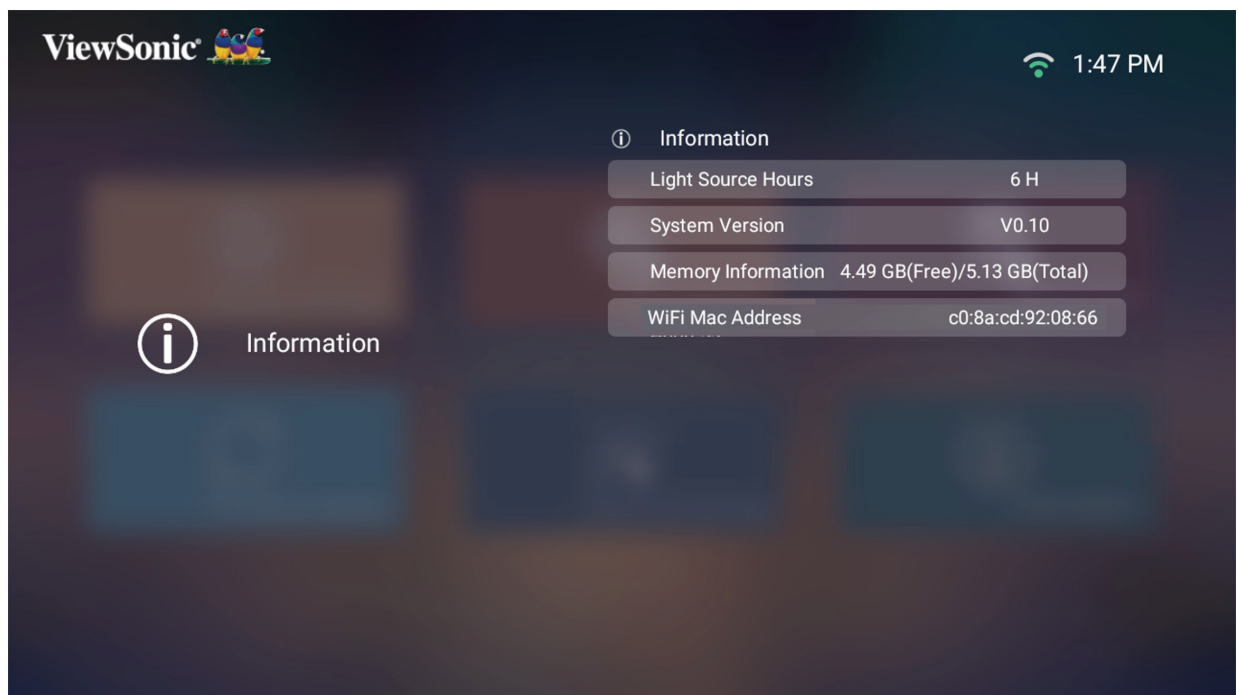 ViewSonic®
1:47 PM
Information
Light Source Hours 6 H
System Version V0.10
Memory Information 4.49 GB(Free)/5.13 GB(Total)
WiFi Mac Address c0:8a:cd:92:08:66
Information